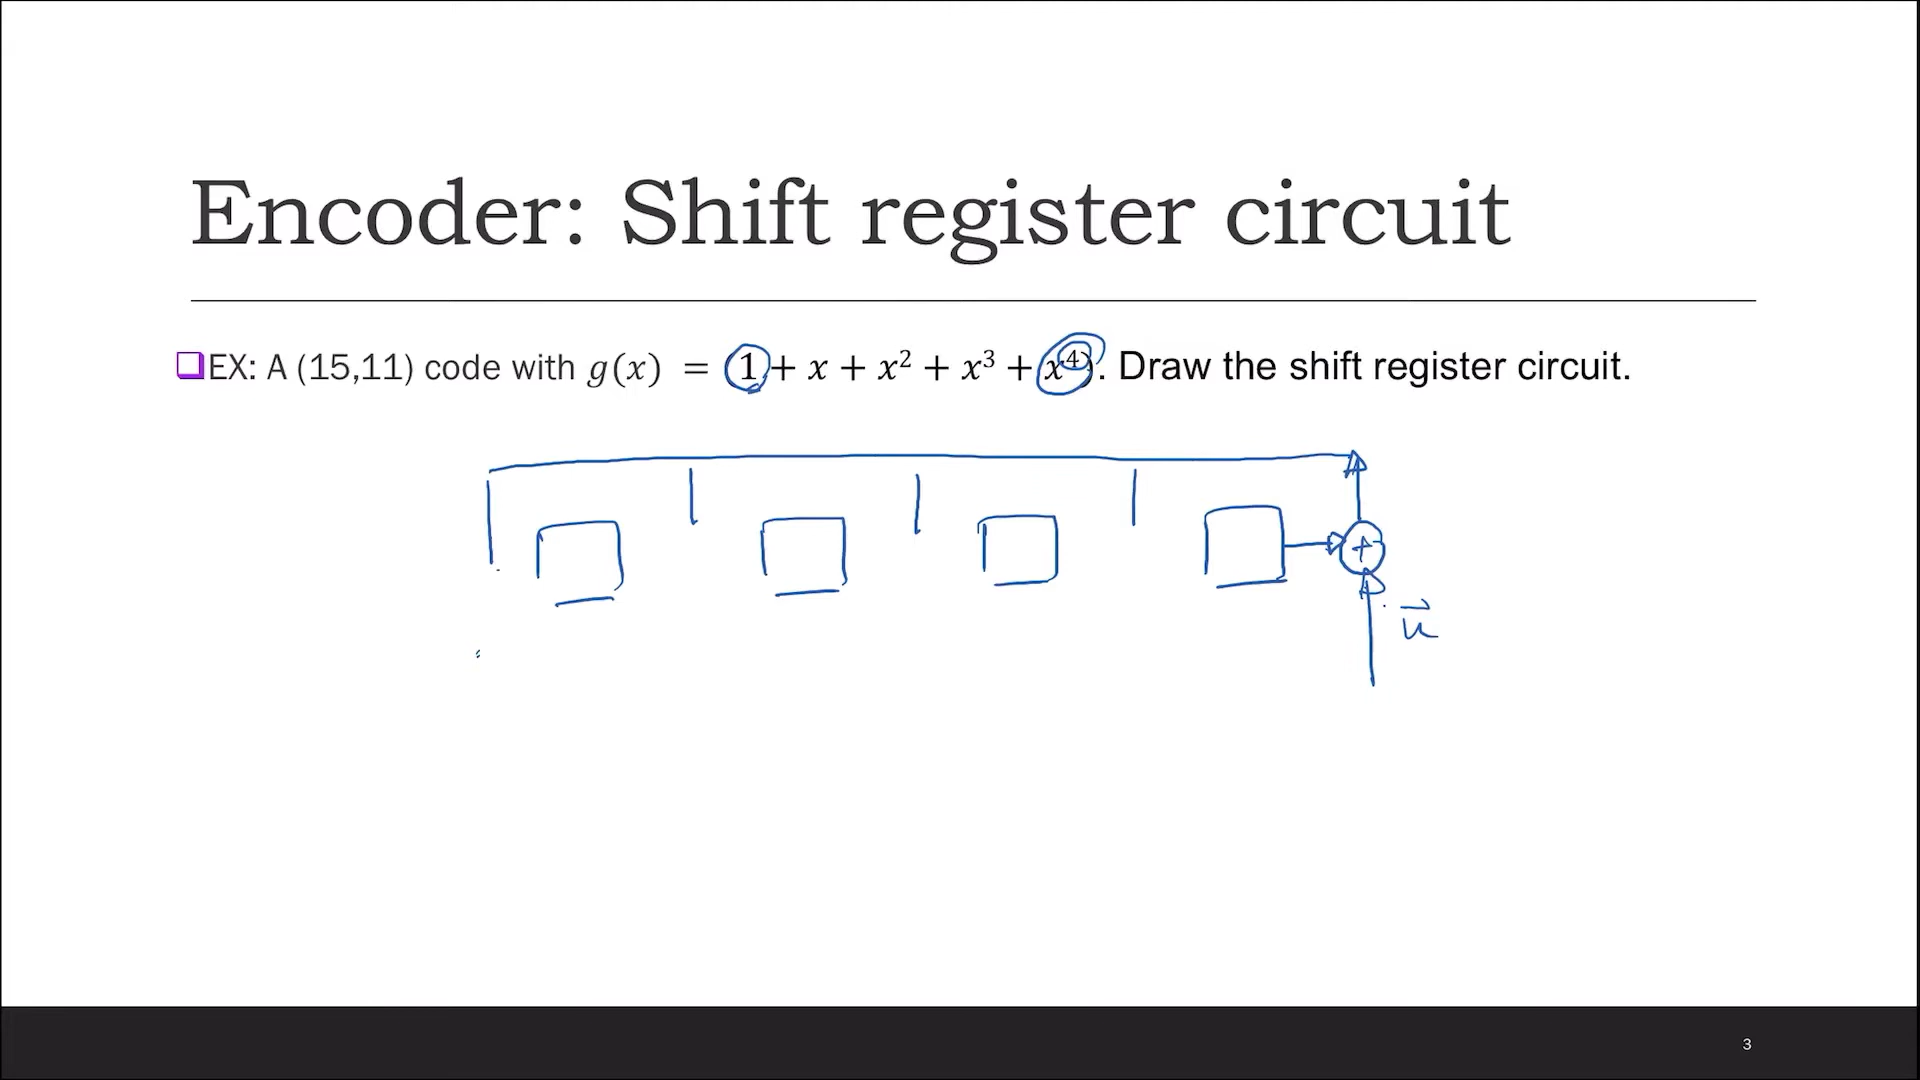 Encoder: Shift register circuit
EX: A (15,11) code with g(x) = (1 + x + x² + x³ + x⁴). Draw the shift register circuit.
+
u⃗
3